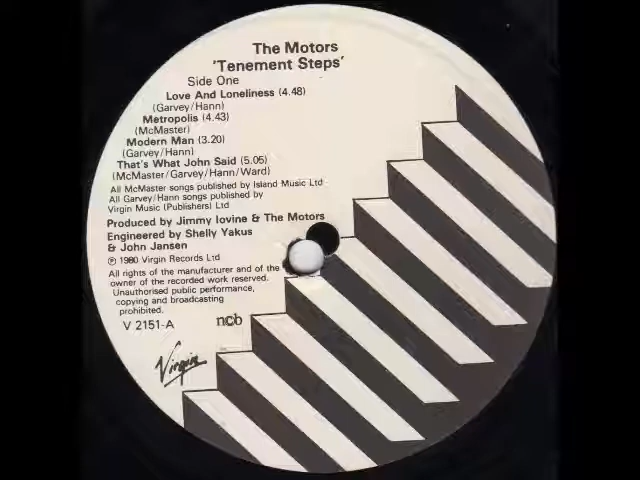 The Motors
'Tenement Steps'
Side One
Love And Loneliness (4.48)
(Garvey/Hann)
Metropolis (4.43)
(McMaster)
Modern Man (3.20)
(Garvey/Hann)
That's What John Said (5.05)
(McMaster/Garvey/Hann/Ward)
All McMaster songs published by Island Music Ltd
All Garvey/Hann songs published by
Virgin Music (Publishers) Ltd
Produced by Jimmy Iovine & The Motors
Engineered by Shelly Yakus
& John Jansen
℗ 1980 Virgin Records Ltd
All rights of the manufacturer and of the
owner of the recorded work reserved.
Unauthorised public performance,
copying and broadcasting
prohibited.
V 2151-A ncb
Virgin